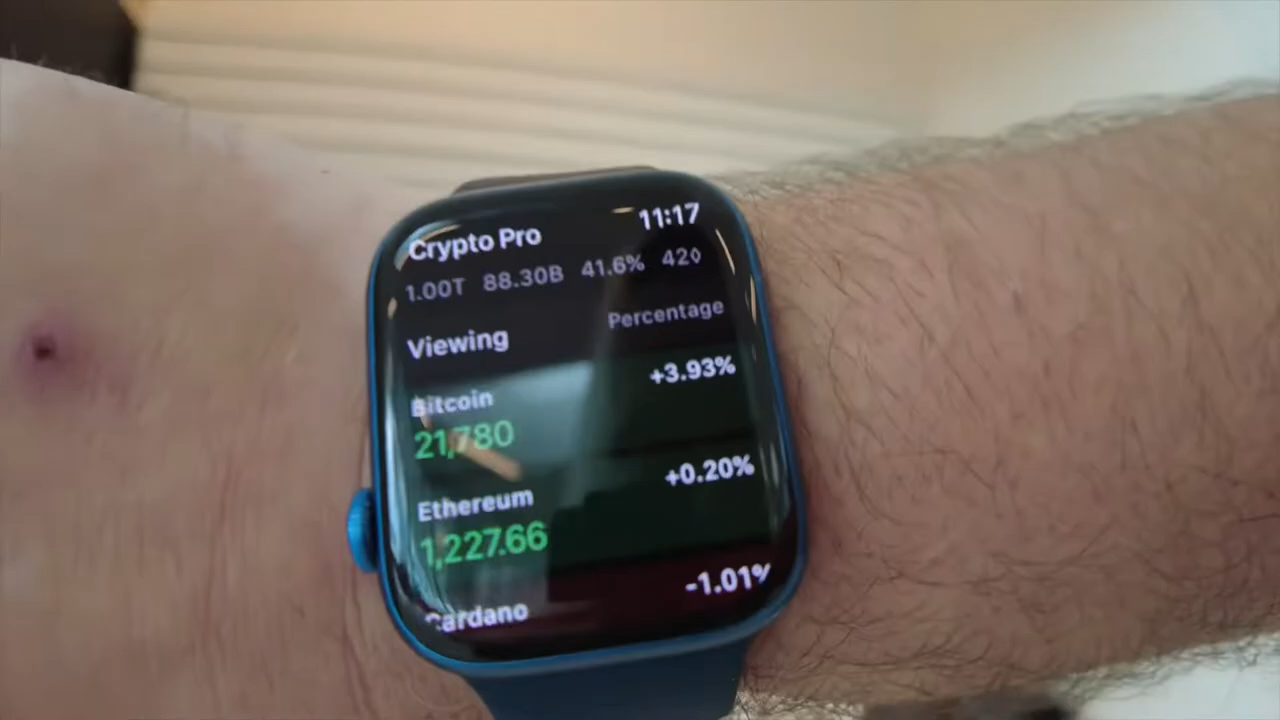 Crypto Pro 11:17
1.00T 88.30B 41.6% 42◊
Viewing Percentage
Bitcoin +3.93%
21,780
Ethereum +0.20%
1,227.66
Cardano -1.01%